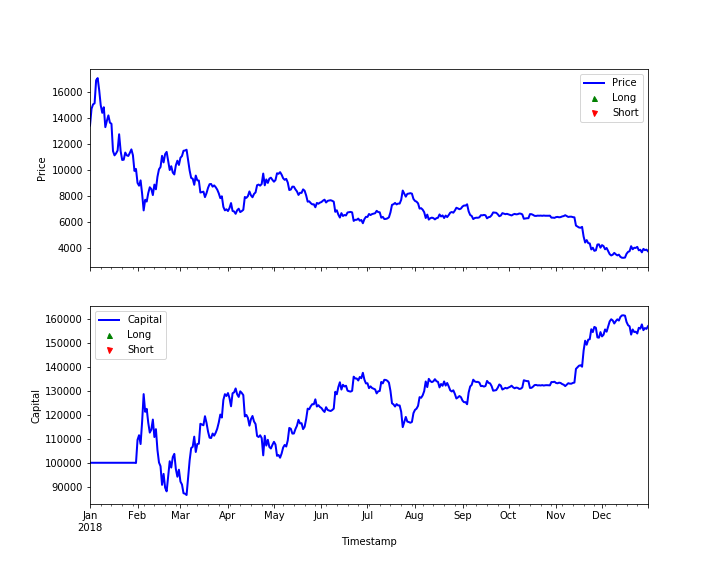 16000
14000
12000
10000
8000
6000
4000
Price
Price
Long
Short
160000
150000
140000
130000
120000
110000
100000
90000
Capital
Capital
Long
Short
Jan Feb Mar Apr May Jun Jul Aug Sep Oct Nov Dec
2018
Timestamp